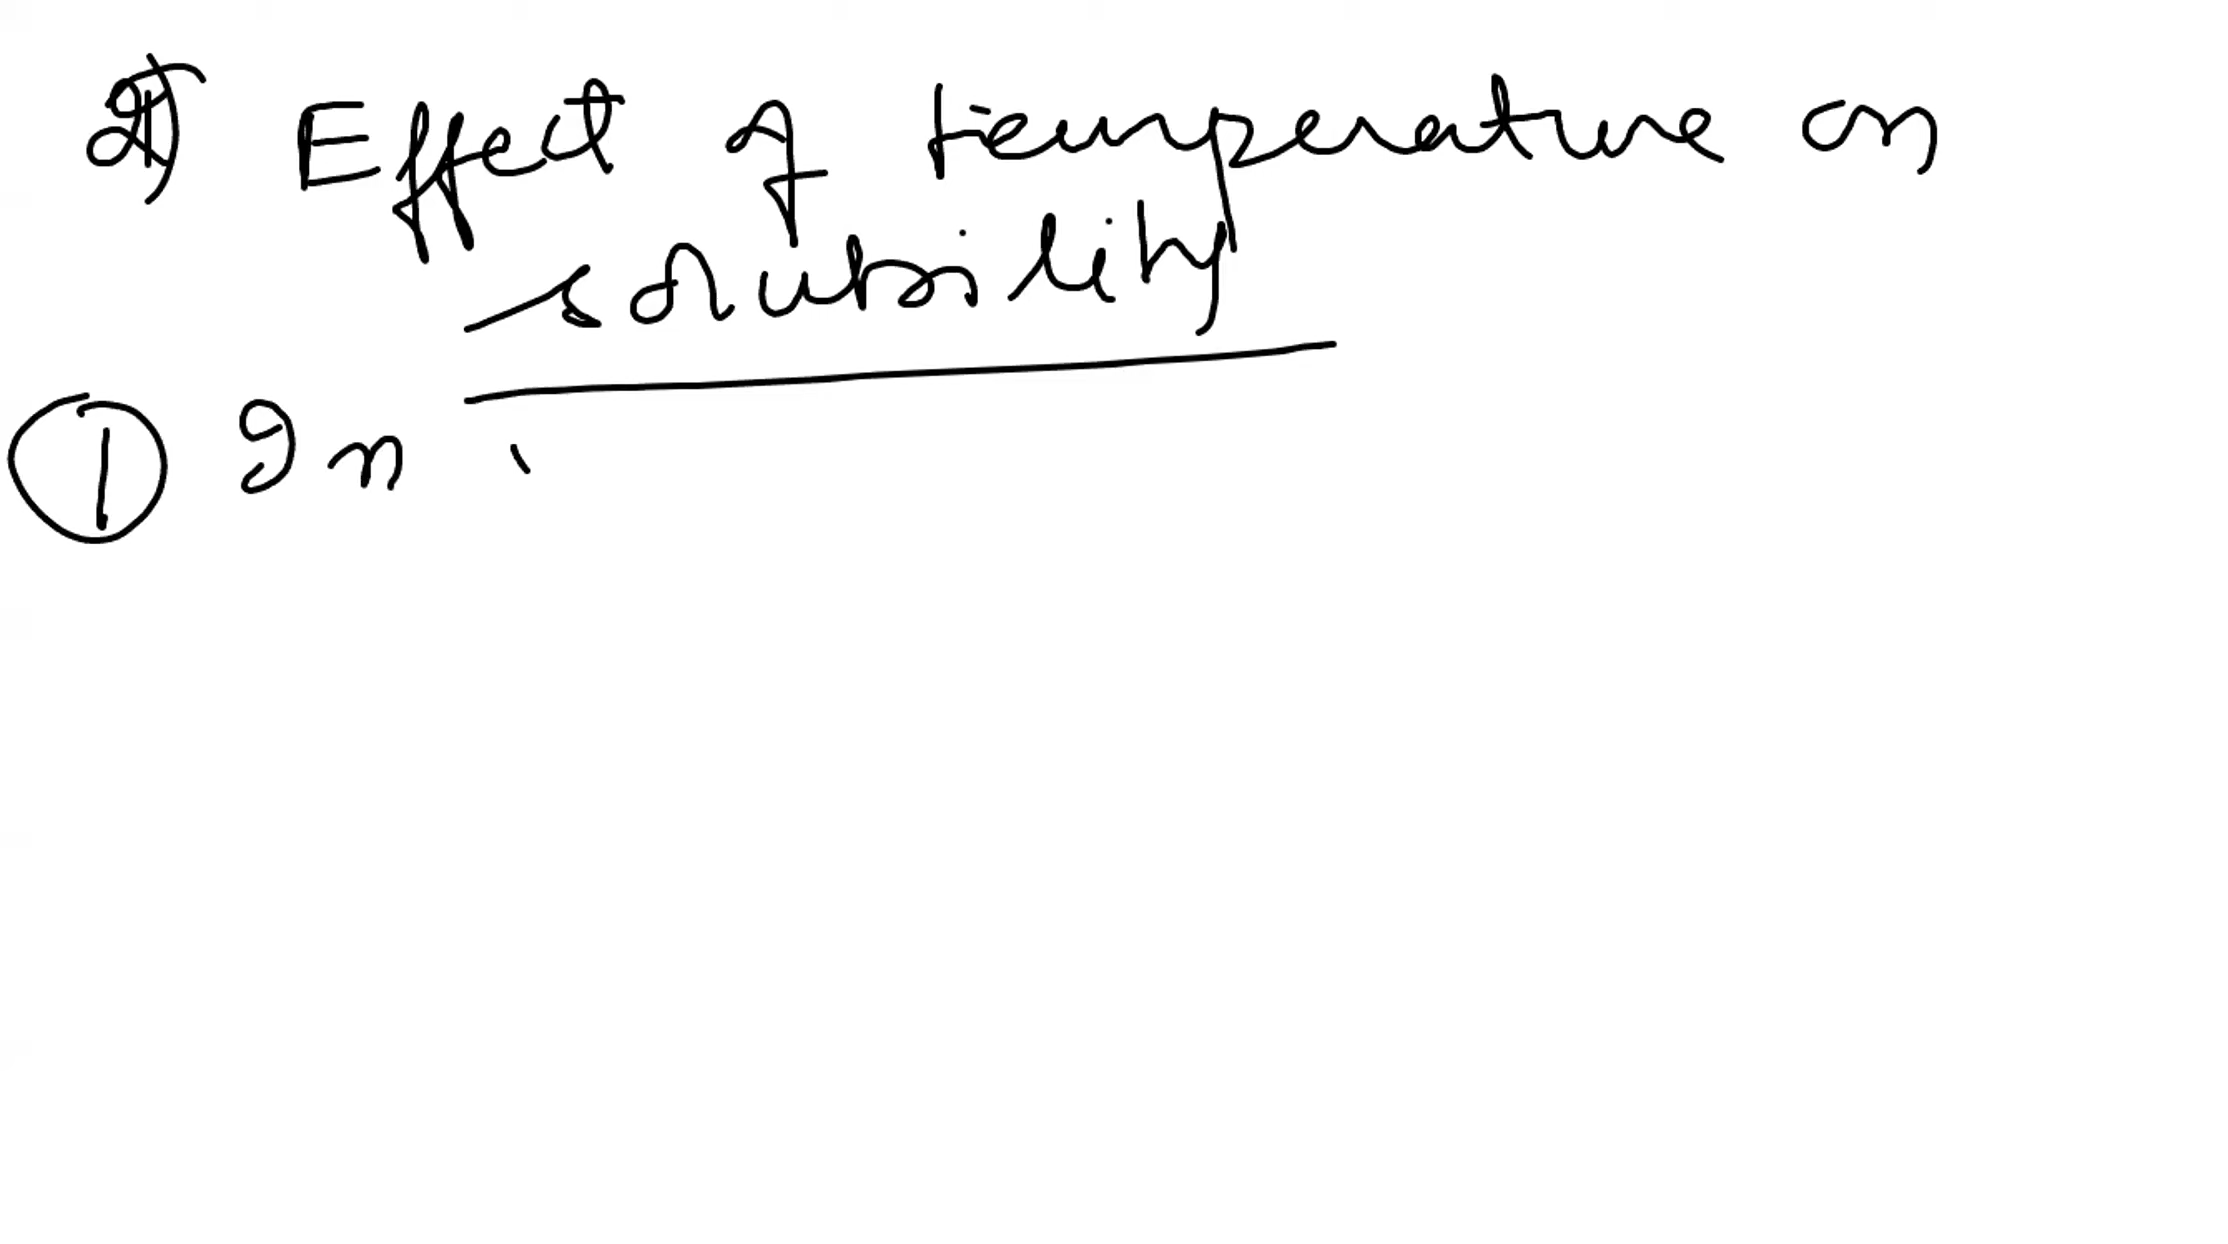 Effect of temperature on
solubility
① In